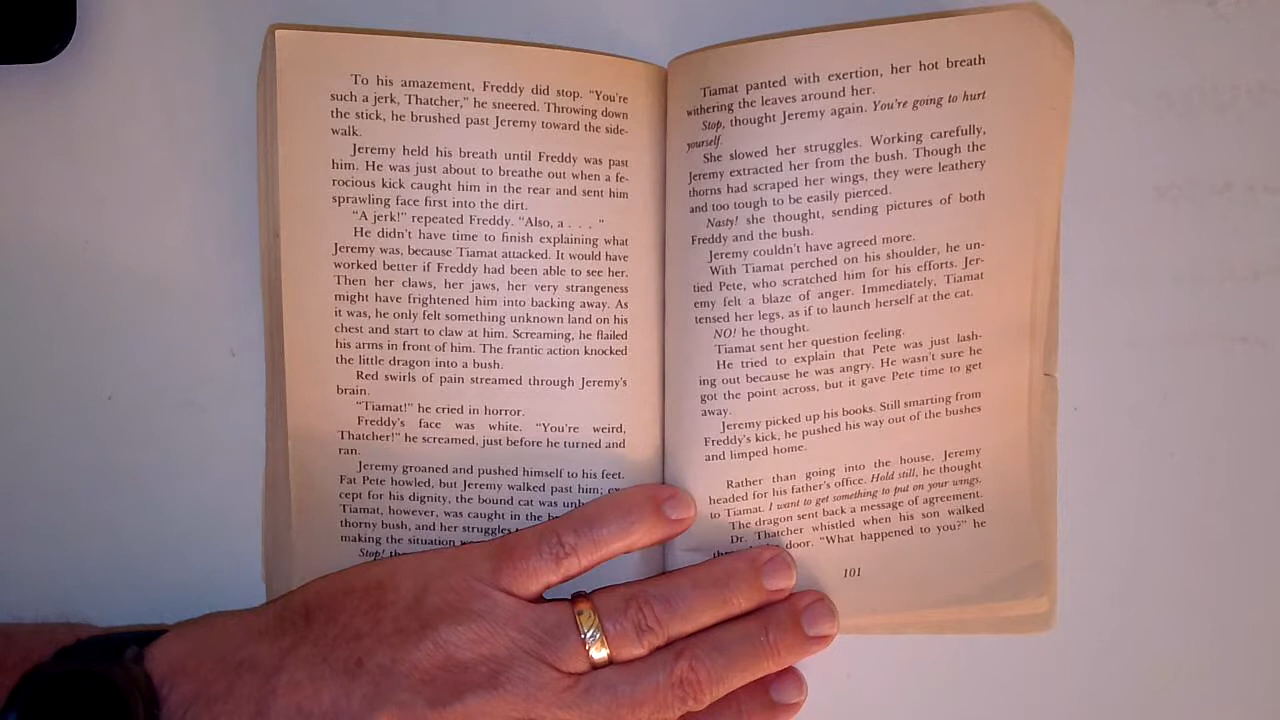 To his amazement, Freddy did stop. “You're
such a jerk, Thatcher,” he sneered. Throwing down
the stick, he brushed past Jeremy toward the side-
walk.
Jeremy held his breath until Freddy was past
him. He was just about to breathe out when a fe-
rocious kick caught him in the rear and sent him
sprawling face first into the dirt.
“A jerk!” repeated Freddy. “Also, a . . . ”
He didn't have time to finish explaining what
Jeremy was, because Tiamat attacked. It would have
worked better if Freddy had been able to see her.
Then her claws, her jaws, her very strangeness
might have frightened him into backing away. As
it was, he only felt something unknown land on his
chest and start to claw at him. Screaming, he flailed
his arms in front of him. The frantic action knocked
the little dragon into a bush.
Red swirls of pain streamed through Jeremy's
brain.
“Tiamat!” he cried in horror.
Freddy's face was white. “You're weird,
Thatcher!” he screamed, just before he turned and
ran.
Jeremy groaned and pushed himself to his feet.
Fat Pete howled, but Jeremy walked past him;
cept for his dignity, the bound cat was
Tiamat, however, was caught in the
thorny bush, and her struggles
making the situation
Stop!
Tiamat panted with exertion, her hot breath
withering the leaves around her.
Stop, thought Jeremy again. You're going to hurt
yourself.
She slowed her struggles. Working carefully,
Jeremy extracted her from the bush. Though the
thorns had scraped her wings, they were leathery
and too tough to be easily pierced.
Nasty! she thought, sending pictures of both
Freddy and the bush.
Jeremy couldn't have agreed more.
With Tiamat perched on his shoulder, he un-
tied Pete, who scratched him for his efforts. Jer-
emy felt a blaze of anger. Immediately, Tiamat
tensed her legs, as if to launch herself at the cat.
NO! he thought.
Tiamat sent her question feeling.
He tried to explain that Pete was just lash-
ing out because he was angry. He wasn't sure he
got the point across, but it gave Pete time to get
away.
Jeremy picked up his books. Still smarting from
Freddy's kick, he pushed his way out of the bushes
and limped home.
Rather than going into the house, Jeremy
headed for his father's office. Hold still, he thought
to Tiamat. I want to get something to put on your wings.
The dragon sent back a message of agreement.
Dr. Thatcher whistled when his son walked
door. “What happened to you?” he
101